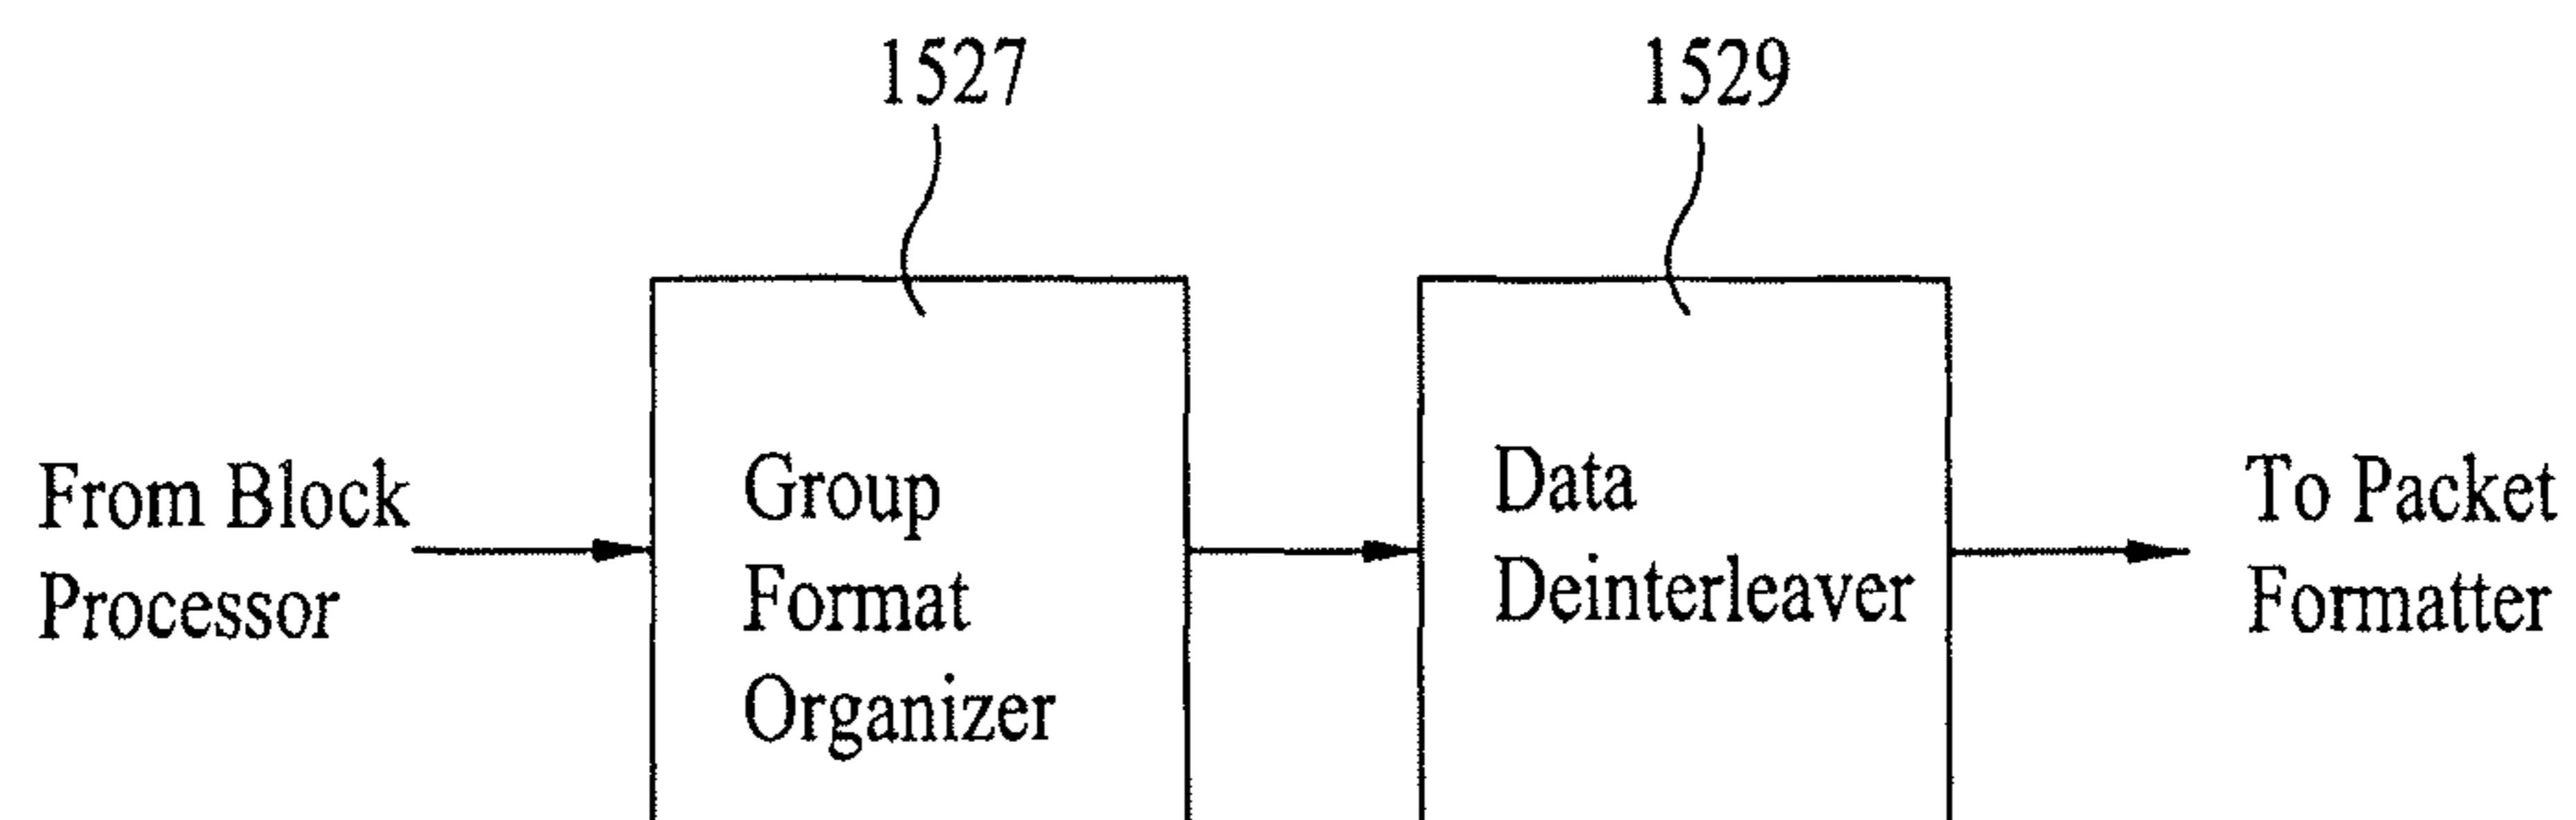 1527
1529
From Block
Processor
Group
Format
Organizer
Data
Deinterleaver
To Packet
Formatter